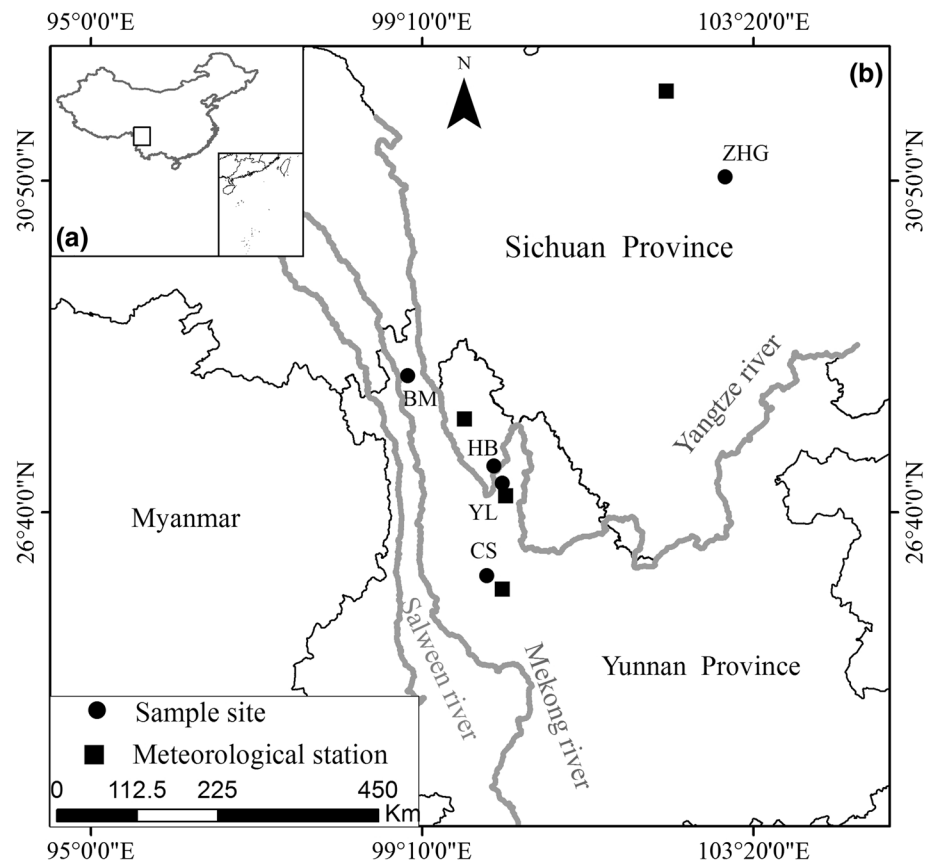 95°0'0"E 99°10'0"E 103°20'0"E
(a)
N
(b)
ZHG
30°50'0"N 30°50'0"N
Sichuan Province
BM
Yangtze river
HB
YL
26°40'0"N 26°40'0"N
Myanmar
CS
Salween river
Mekong river
Yunnan Province
Sample site
Meteorological station
0 112.5 225 450
Km
95°0'0"E 99°10'0"E 103°20'0"E